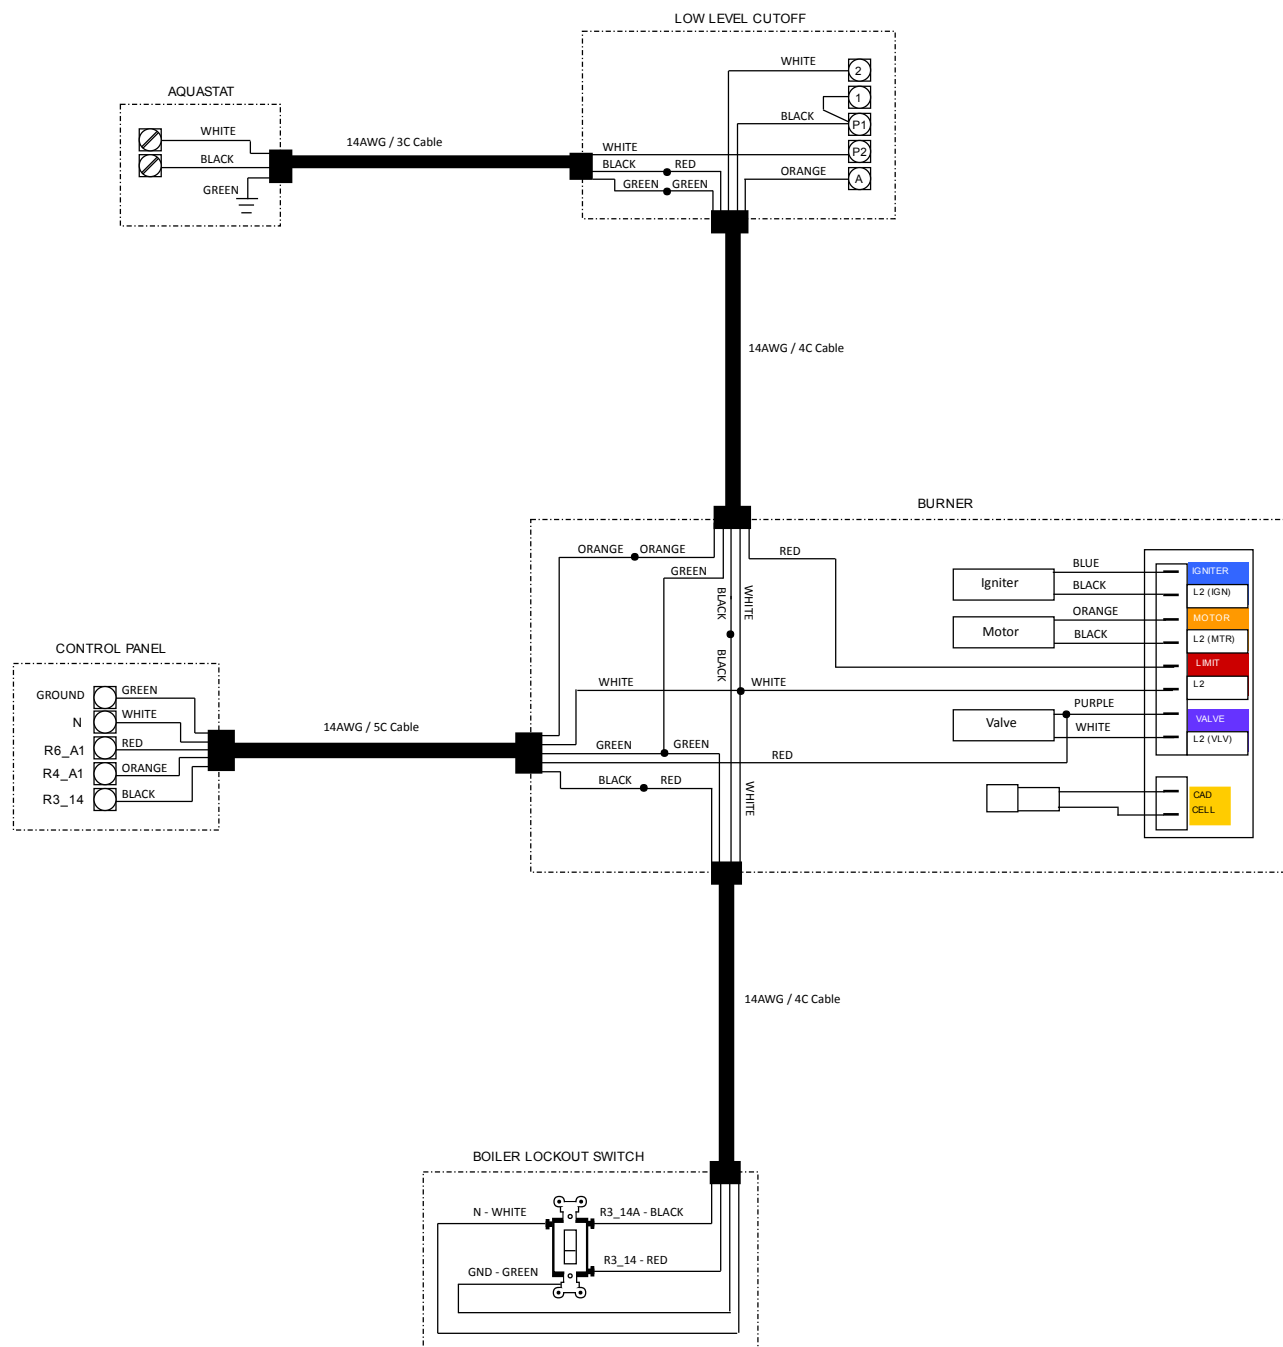 LOW LEVEL CUTOFF
WHITE
2
1
BLACK
P1
WHITE
P2
BLACK
RED
ORANGE
A
GREEN
GREEN
AQUASTAT
WHITE
BLACK
GREEN
14AWG / 3C Cable
14AWG / 4C Cable
BURNER
ORANGE
ORANGE
RED
GREEN
BLACK
WHITE
BLACK
WHITE
WHITE
GREEN
GREEN
RED
BLACK
RED
WHITE
Igniter
BLUE
BLACK
IGNITER
L2 (IGN)
Motor
ORANGE
BLACK
MOTOR
L2 (MTR)
LIMIT
L2
Valve
PURPLE
WHITE
VALVE
L2 (VLV)
CAD
CELL
CONTROL PANEL
GROUND
GREEN
N
WHITE
R6_A1
RED
R4_A1
ORANGE
R3_14
BLACK
14AWG / 5C Cable
14AWG / 4C Cable
BOILER LOCKOUT SWITCH
N - WHITE
R3_14A - BLACK
R3_14 - RED
GND - GREEN